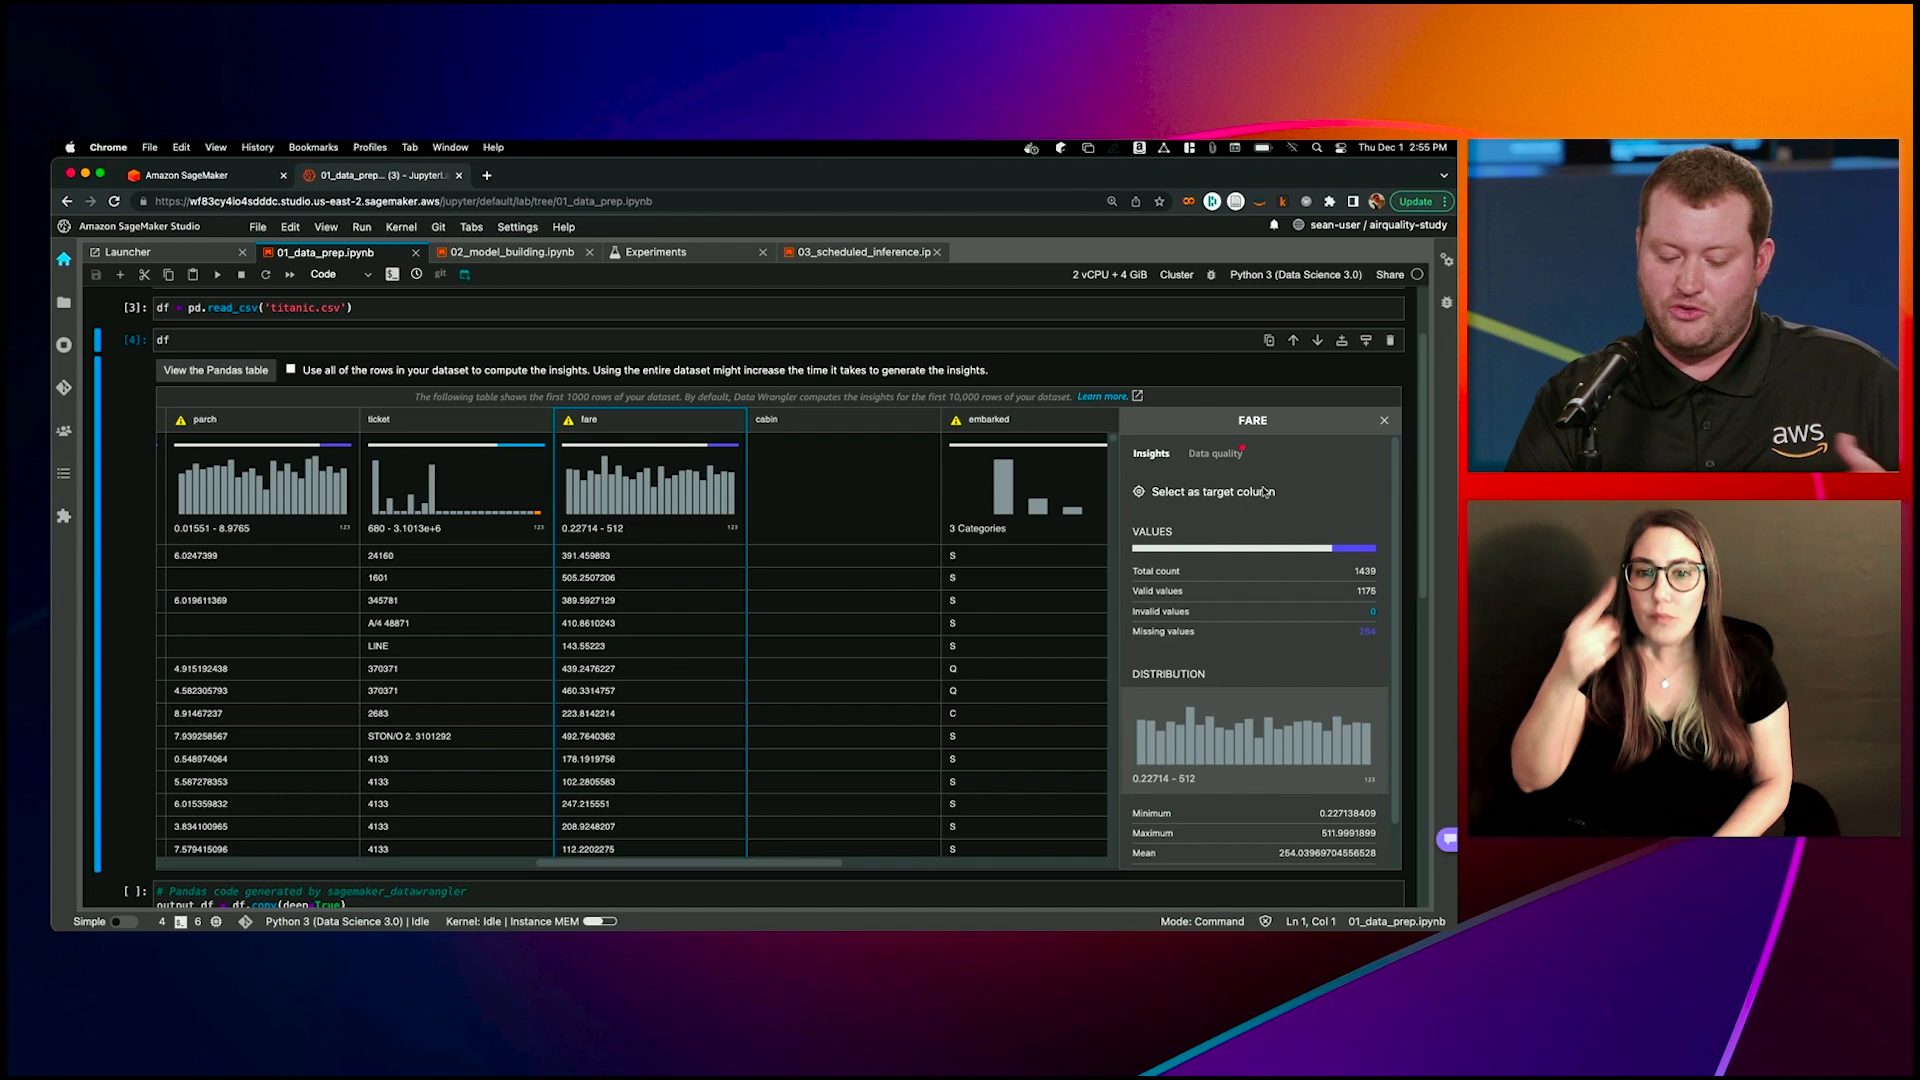 Chrome File Edit View History Bookmarks Profiles Tab Window Help Thu Dec 1 2:55 PM
Amazon SageMaker 01_data_prep... (3) - JupyterL
https://wf83cy4io4sdddc.studio.us-east-2.sagemaker.aws/jupyter/default/lab/tree/01_data_prep.ipynb Update
Amazon SageMaker Studio File Edit View Run Kernel Git Tabs Settings Help sean-user / airquality-study
Launcher 01_data_prep.ipynb 02_model_building.ipynb Experiments 03_scheduled_inference.ip
Code git 2 vCPU + 4 GiB Cluster Python 3 (Data Science 3.0) Share
[3]: df = pd.read_csv('titanic.csv')
[4]: df
View the Pandas table Use all of the rows in your dataset to compute the insights. Using the entire dataset might increase the time it takes to generate the insights.
The following table shows the first 1000 rows of your dataset. By default, Data Wrangler computes the insights for the first 10,000 rows of your dataset. Learn more.
parch ticket fare cabin embarked
0.01551 - 8.9765 123 680 - 3.1013e+6 123 0.22714 - 512 123 3 Categories
6.0247399 24160 391.459893 S
1601 505.2507206 S
6.019611369 345781 389.5927129 S
A/4 48871 410.8610243 S
LINE 143.55223 S
4.915192438 370371 439.2476227 Q
4.582305793 370371 460.3314757 Q
8.91467237 2683 223.8142214 C
7.939258567 STON/O 2. 3101292 492.7640362 S
0.548974064 4133 178.1919756 S
5.587278353 4133 102.2805583 S
6.015359832 4133 247.215551 S
3.834100965 4133 208.9248207 S
7.579415096 4133 112.2202275 S
FARE
Insights Data quality
Select as target column
VALUES
Total count 1439
Valid values 1175
Invalid values 0
Missing values 264
DISTRIBUTION
0.22714 - 512 123
Minimum 0.227138409
Maximum 511.9991899
Mean 254.03969704556528
[ ]: # Pandas code generated by sagemaker_datawrangler
output_df = df.copy(deep=True)
Simple 4 6 Python 3 (Data Science 3.0) | Idle Kernel: Idle | Instance MEM Mode: Command Ln 1, Col 1 01_data_prep.ipynb
aws